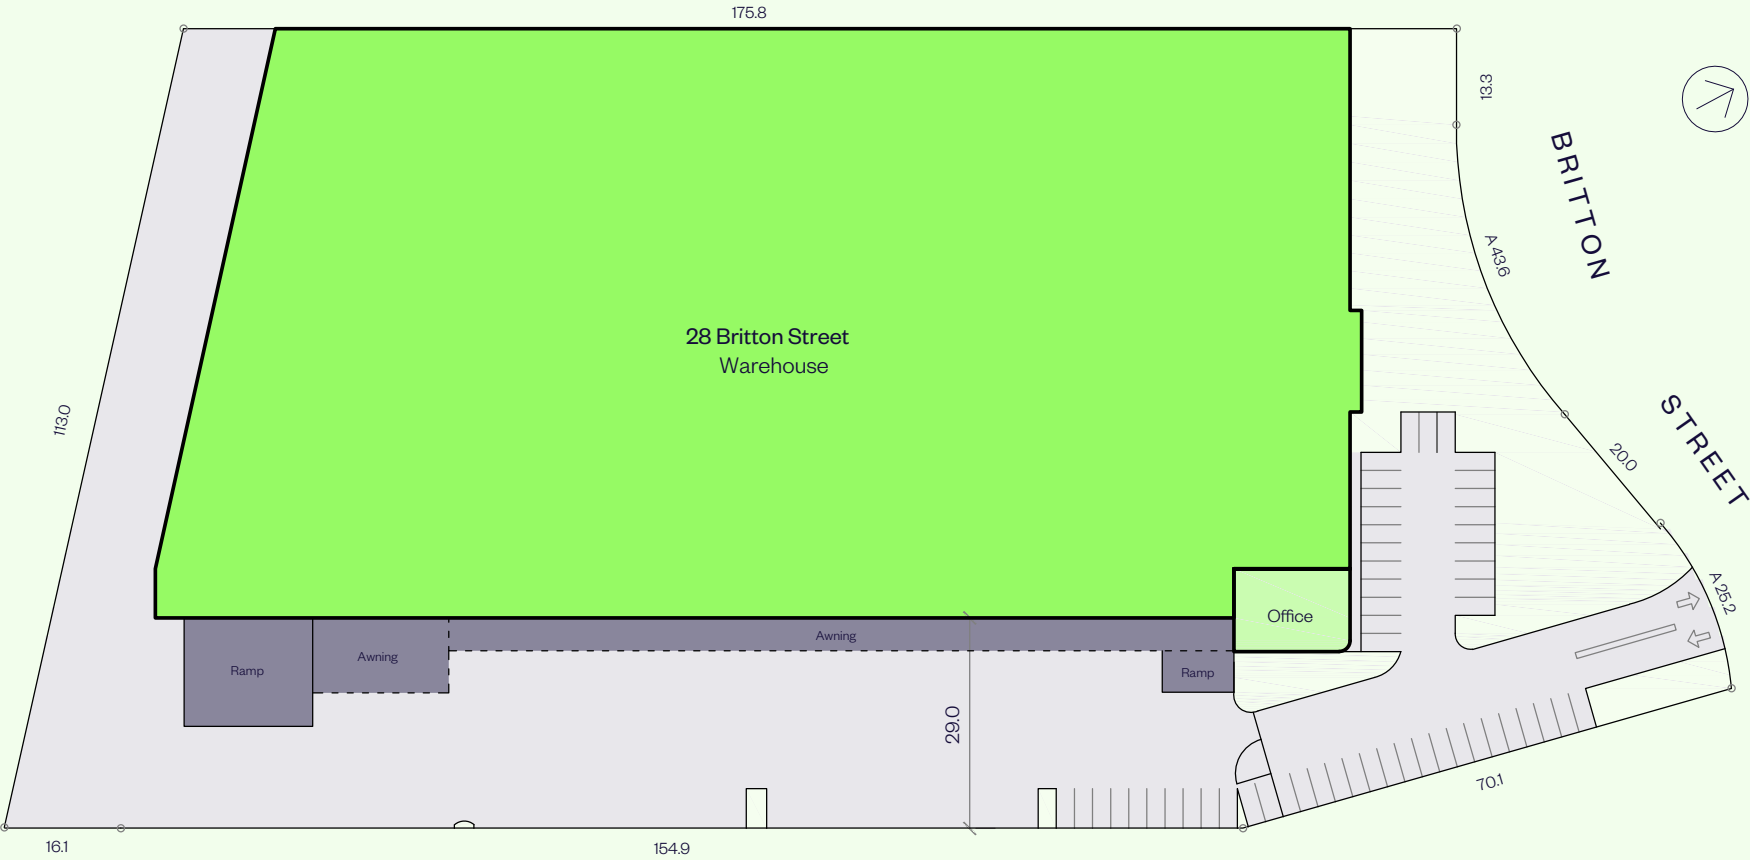 175.8
13.3
BRITTON
A 43.6
28 Britton Street
Warehouse
113.0
STREET
20.0
A 25.2
Office
Awning
Awning
Ramp
Ramp
29.0
70.1
16.1
154.9